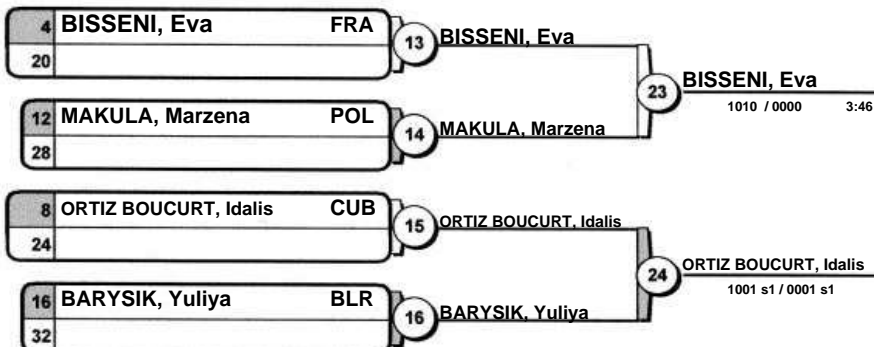 4 BISSENI, Eva FRA
20
13 BISSENI, Eva
12 MAKULA, Marzena POL
28
14 MAKULA, Marzena
23 BISSENI, Eva
1010 / 0000 3:46
8 ORTIZ BOUCURT, Idalis CUB
24
15 ORTIZ BOUCURT, Idalis
16 BARYSIK, Yuliya BLR
32
16 BARYSIK, Yuliya
24 ORTIZ BOUCURT, Idalis
1001 s1 / 0001 s1